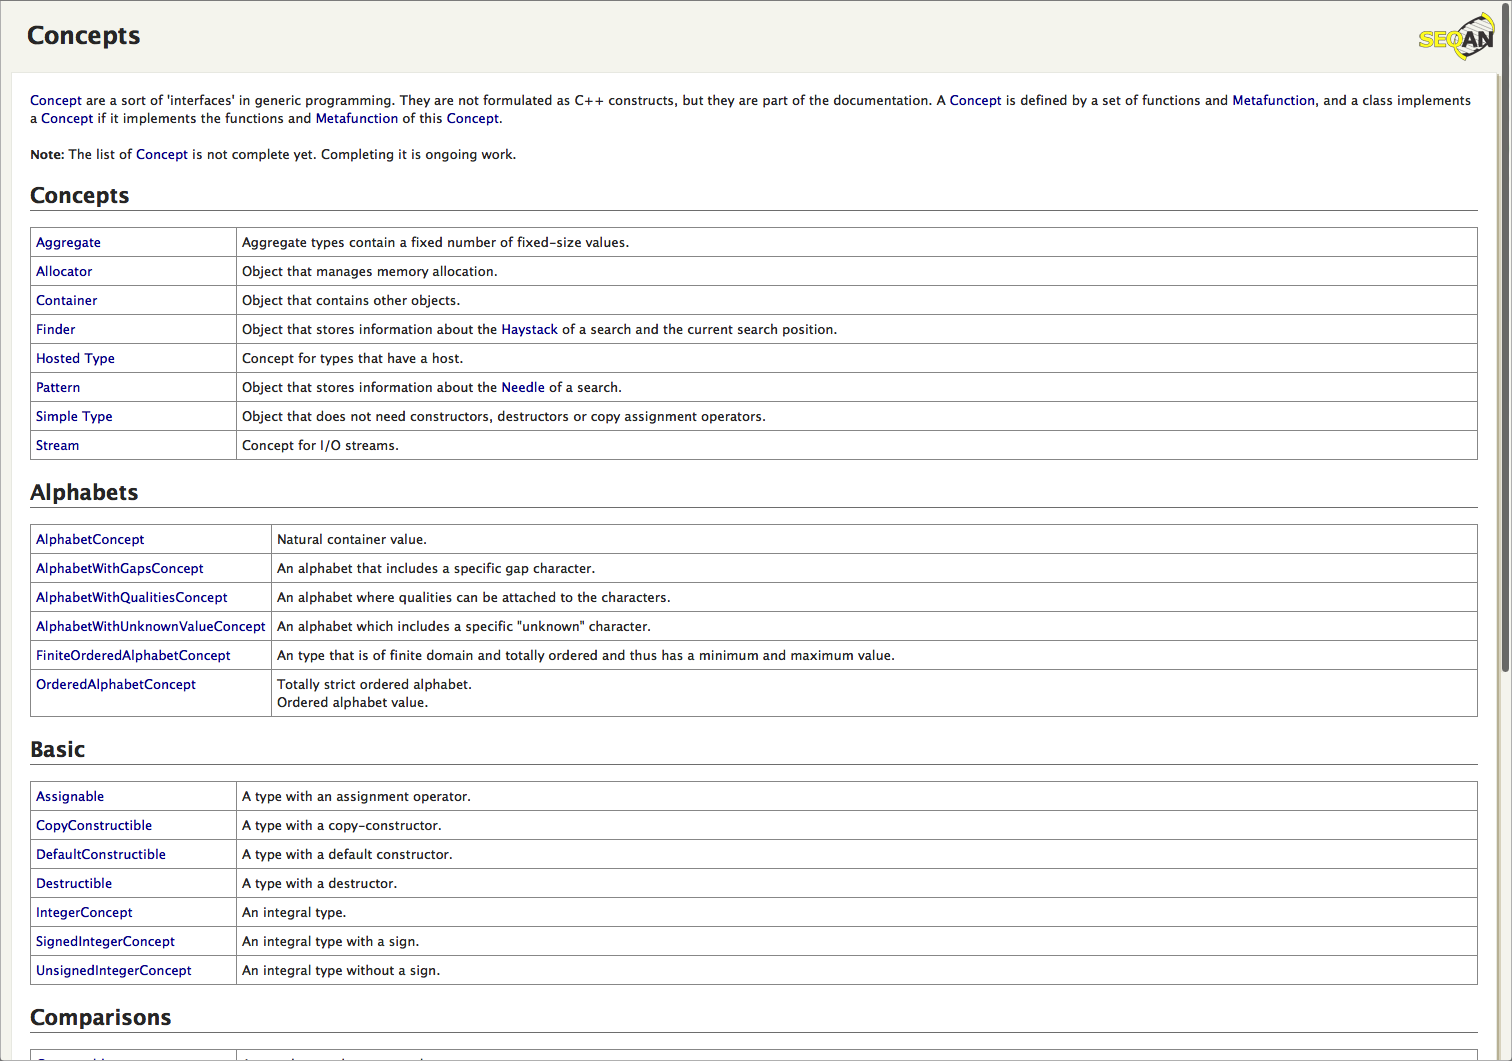 Concepts
SEQAN
Concept are a sort of 'interfaces' in generic programming. They are not formulated as C++ constructs, but they are part of the documentation. A Concept is defined by a set of functions and Metafunction, and a class implements
a Concept if it implements the functions and Metafunction of this Concept.
Note: The list of Concept is not complete yet. Completing it is ongoing work.
Concepts
Aggregate Aggregate types contain a fixed number of fixed-size values.
Allocator Object that manages memory allocation.
Container Object that contains other objects.
Finder Object that stores information about the Haystack of a search and the current search position.
Hosted Type Concept for types that have a host.
Pattern Object that stores information about the Needle of a search.
Simple Type Object that does not need constructors, destructors or copy assignment operators.
Stream Concept for I/O streams.
Alphabets
AlphabetConcept Natural container value.
AlphabetWithGapsConcept An alphabet that includes a specific gap character.
AlphabetWithQualitiesConcept An alphabet where qualities can be attached to the characters.
AlphabetWithUnknownValueConcept An alphabet which includes a specific "unknown" character.
FiniteOrderedAlphabetConcept An type that is of finite domain and totally ordered and thus has a minimum and maximum value.
OrderedAlphabetConcept Totally strict ordered alphabet.
Ordered alphabet value.
Basic
Assignable A type with an assignment operator.
CopyConstructible A type with a copy-constructor.
DefaultConstructible A type with a default constructor.
Destructible A type with a destructor.
IntegerConcept An integral type.
SignedIntegerConcept An integral type with a sign.
UnsignedIntegerConcept An integral type without a sign.
Comparisons